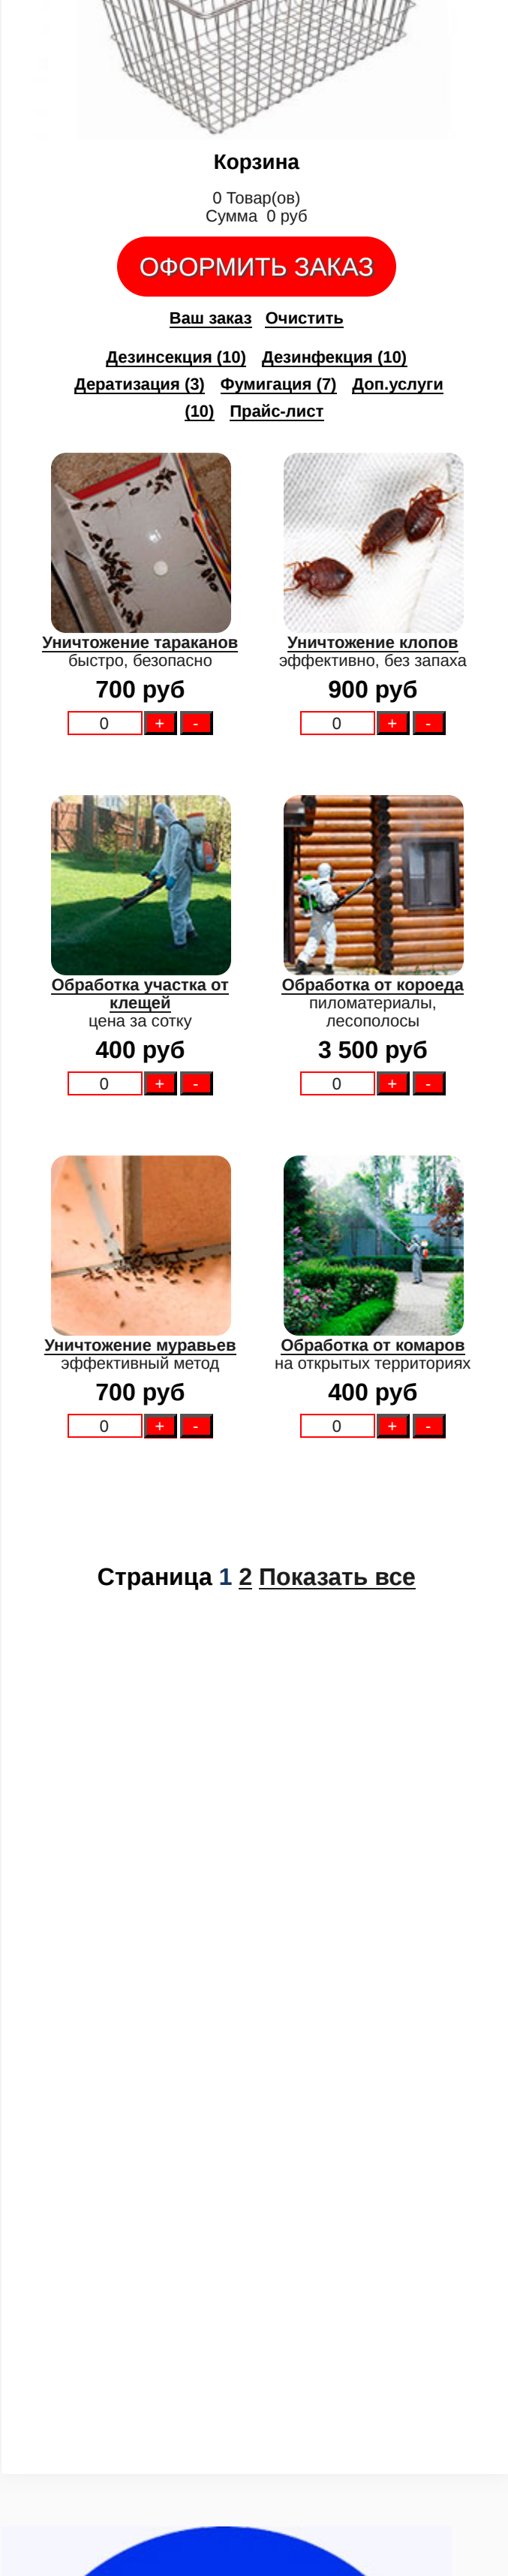 Корзина
0 Товар(ов)
Сумма 0 руб
ОФОРМИТЬ ЗАКАЗ
Ваш заказ Очистить
Дезинсекция (10) Дезинфекция (10)
Дератизация (3) Фумигация (7) Доп.услуги
(10) Прайс-лист
Уничтожение тараканов
быстро, безопасно
700 руб
0 + -
Уничтожение клопов
эффективно, без запаха
900 руб
0 + -
Обработка участка от
клещей
цена за сотку
400 руб
0 + -
Обработка от короеда
пиломатериалы,
лесополосы
3 500 руб
0 + -
Уничтожение муравьев
эффективный метод
700 руб
0 + -
Обработка от комаров
на открытых территориях
400 руб
0 + -
Страница 1 2 Показать все